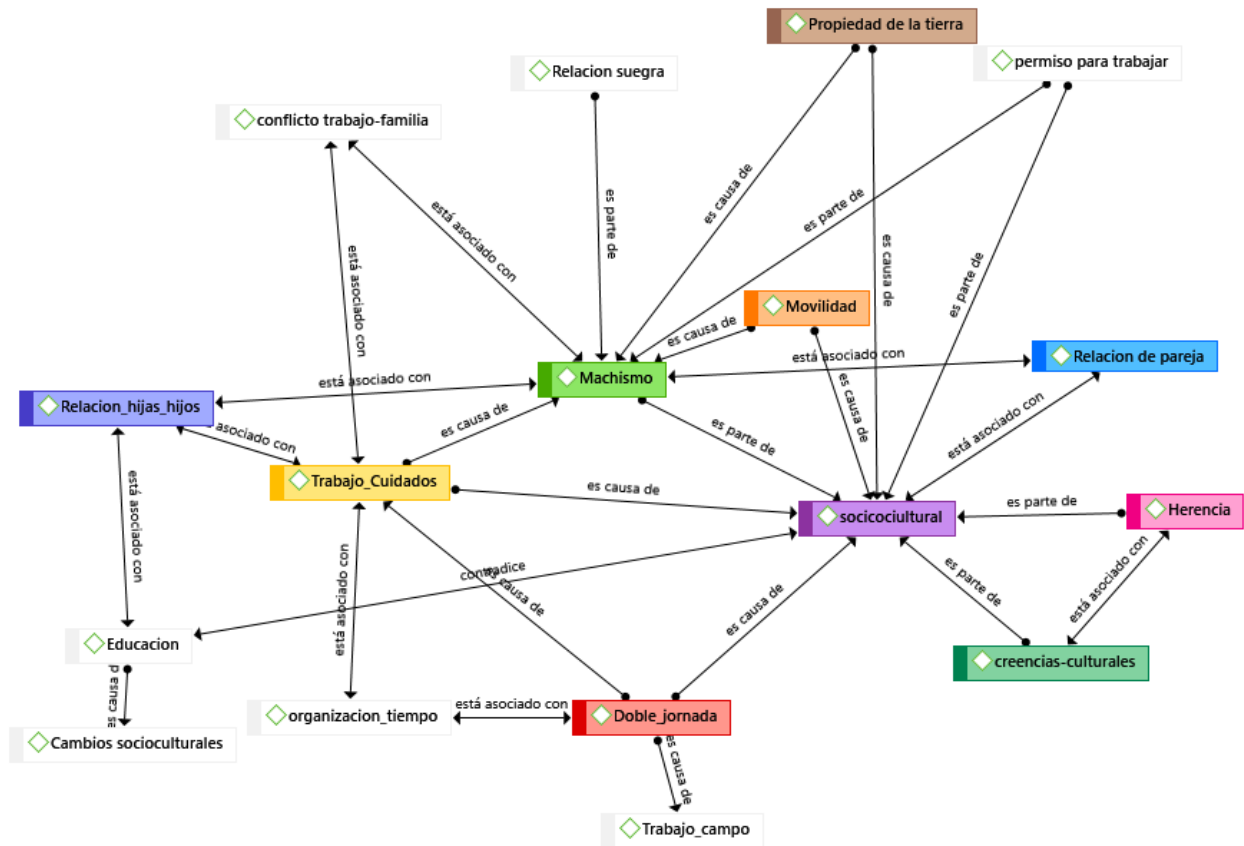 Propiedad de la tierra
Relacion suegra
permiso para trabajar
conflicto trabajo-familia
es causa de
es parte de
es parte de
está asociado con
es causa de
es parte de
está asociado con
Movilidad
es causa de
está asociado con
Relacion de pareja
Machismo
está asociado con
es causa de
Relacion_hijas_hijos
es causa de
es parte de
está asociado con
asociado con
Trabajo_Cuidados
es causa de
es parte de
Herencia
socicociultural
está asociado con
está asociado con
contradice
es causa de
es causa de
es parte de
está asociado con
Educacion
creencias-culturales
es causa d
organizacion_tiempo
está asociado con
Doble_jornada
Cambios socioculturales
es causa de
Trabajo_campo